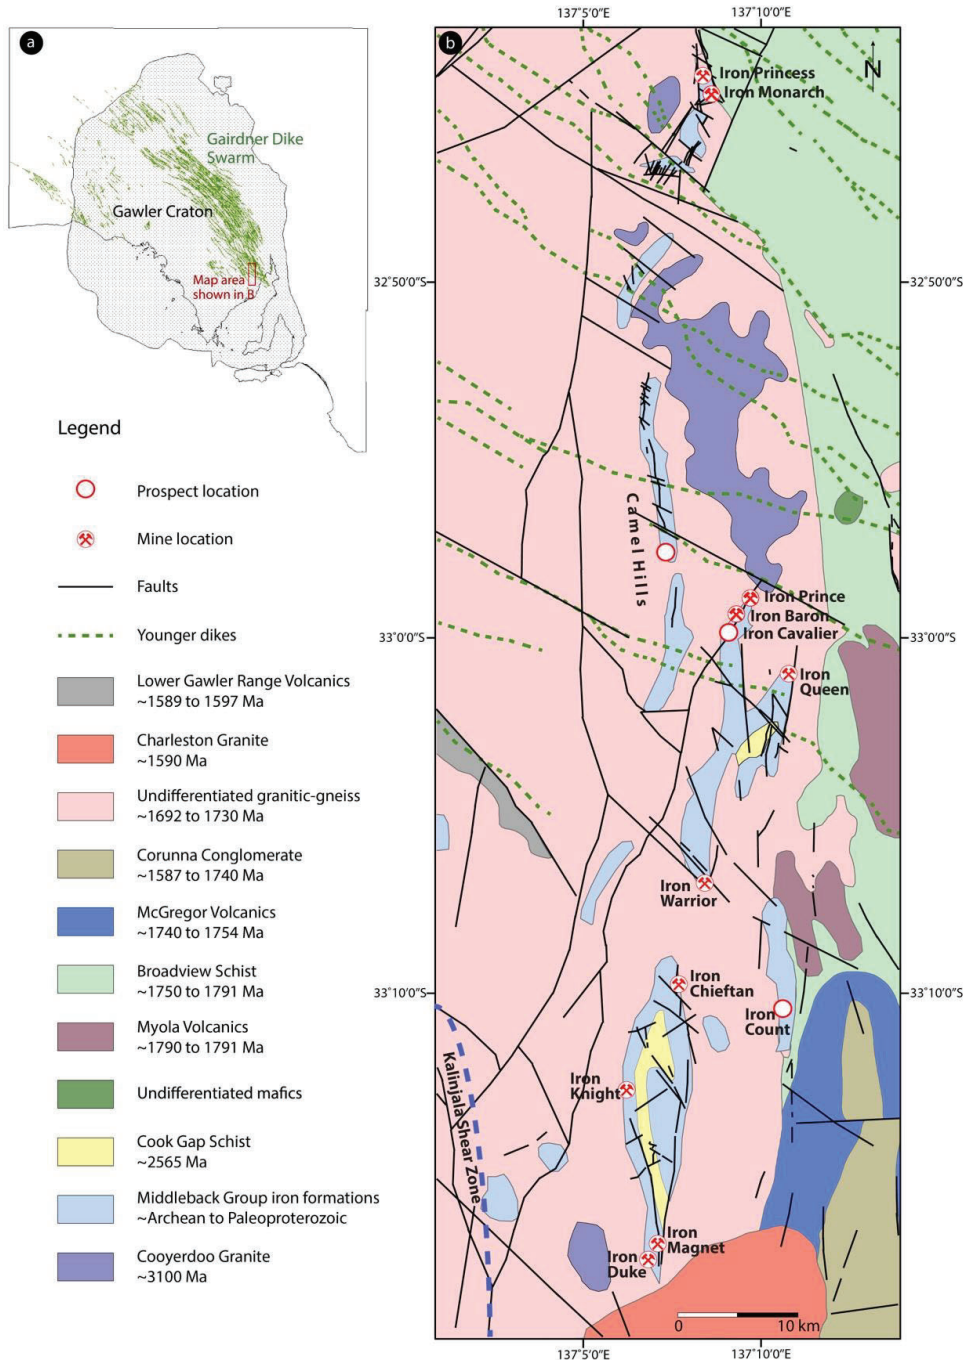 a
Gairdner Dike
Swarm
Gawler Craton
Map area
shown in B
Legend
Prospect location
Mine location
Faults
Younger dikes
Lower Gawler Range Volcanics
~1589 to 1597 Ma
Charleston Granite
~1590 Ma
Undifferentiated granitic-gneiss
~1692 to 1730 Ma
Corunna Conglomerate
~1587 to 1740 Ma
McGregor Volcanics
~1740 to 1754 Ma
Broadview Schist
~1750 to 1791 Ma
Myola Volcanics
~1790 to 1791 Ma
Undifferentiated mafics
Cook Gap Schist
~2565 Ma
Middleback Group iron formations
~Archean to Paleoproterozoic
Cooyerdoo Granite
~3100 Ma
137°5'0"E
137°10'0"E
b
N
Iron Princess
Iron Monarch
32°50'0"S
32°50'0"S
Camel Hills
Iron Prince
Iron Baron
Iron Cavalier
33°0'0"S
33°0'0"S
Iron
Queen
Iron
Warrior
Iron
Chieftan
33°10'0"S
33°10'0"S
Iron
Count
Iron
Knight
Kalinjala Shear Zone
Iron
Magnet
Iron
Duke
0
10 km
137°5'0"E
137°10'0"E